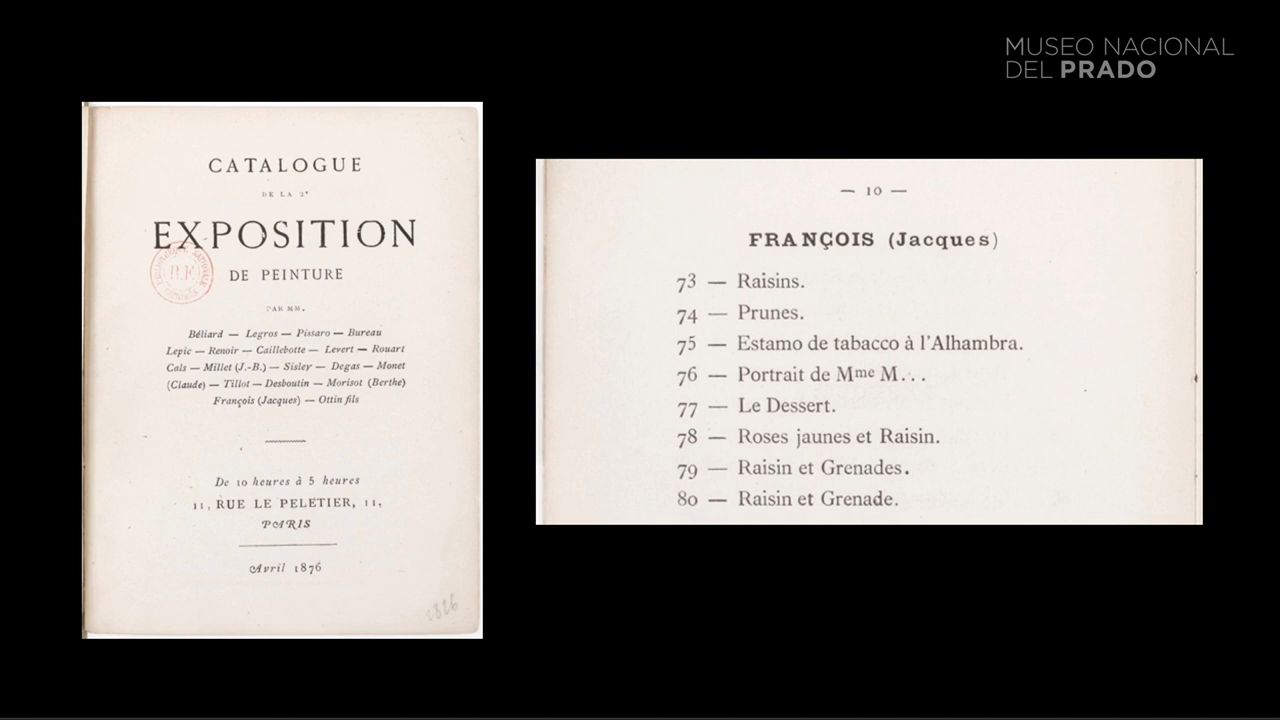 MUSEO NACIONAL
DEL PRADO
CATALOGUE
DE LA 2e
EXPOSITION
DE PEINTURE
PAR MM.
Béliard — Legros — Pissaro — Bureau
Lepic — Renoir — Caillebotte — Levert — Rouart
Cals — Millet (J.-B.) — Sisley — Degas — Monet
(Claude) — Tillot — Desboutin — Morisot (Berthe)
François (Jacques) — Ottin fils
De 10 heures à 5 heures
11, RUE LE PELETIER, 11,
PARIS
Avril 1876
— 10 —
FRANÇOIS (Jacques)
73 — Raisins.
74 — Prunes.
75 — Estamo de tabacco à l'Alhambra.
76 — Portrait de Mme M...
77 — Le Dessert.
78 — Roses jaunes et Raisin.
79 — Raisin et Grenades.
80 — Raisin et Grenade.